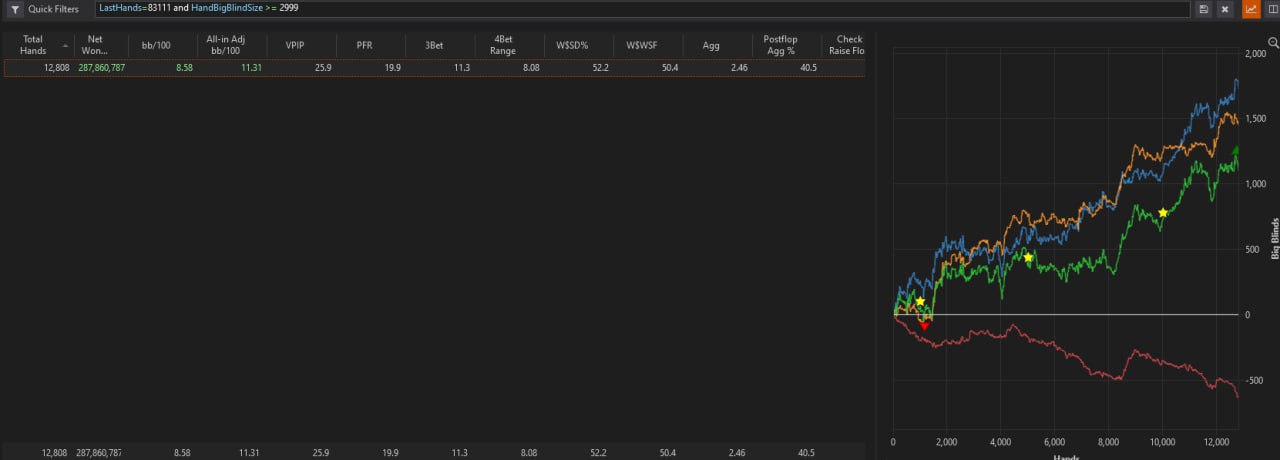 Quick Filters LastHands=83111 and HandBigBlindSize >= 2999
Total Hands Net Won... bb/100 All-in Adj bb/100 VPIP PFR 3Bet 4Bet Range W$SD% W$WSF Agg Postflop Agg % Check Raise Flo
12,808 287,860,787 8.58 11.31 25.9 19.9 11.3 8.08 52.2 50.4 2.46 40.5
2,000
1,500
1,000
500
0
-500
Big Blinds
0 2,000 4,000 6,000 8,000 10,000 12,000
Hands
12,808 287,860,787 8.58 11.31 25.9 19.9 11.3 8.08 52.2 50.4 2.46 40.5